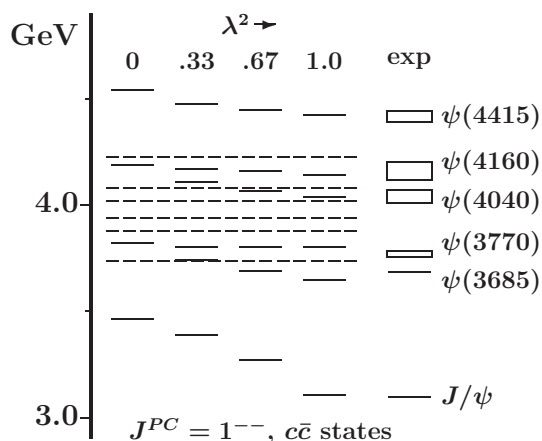 λ² →
GeV 0 .33 .67 1.0 exp
ψ(4415)
ψ(4160)
4.0 ψ(4040)
ψ(3770)
ψ(3685)
J/ψ
3.0
J^{PC} = 1^{−−}, cc̄ states